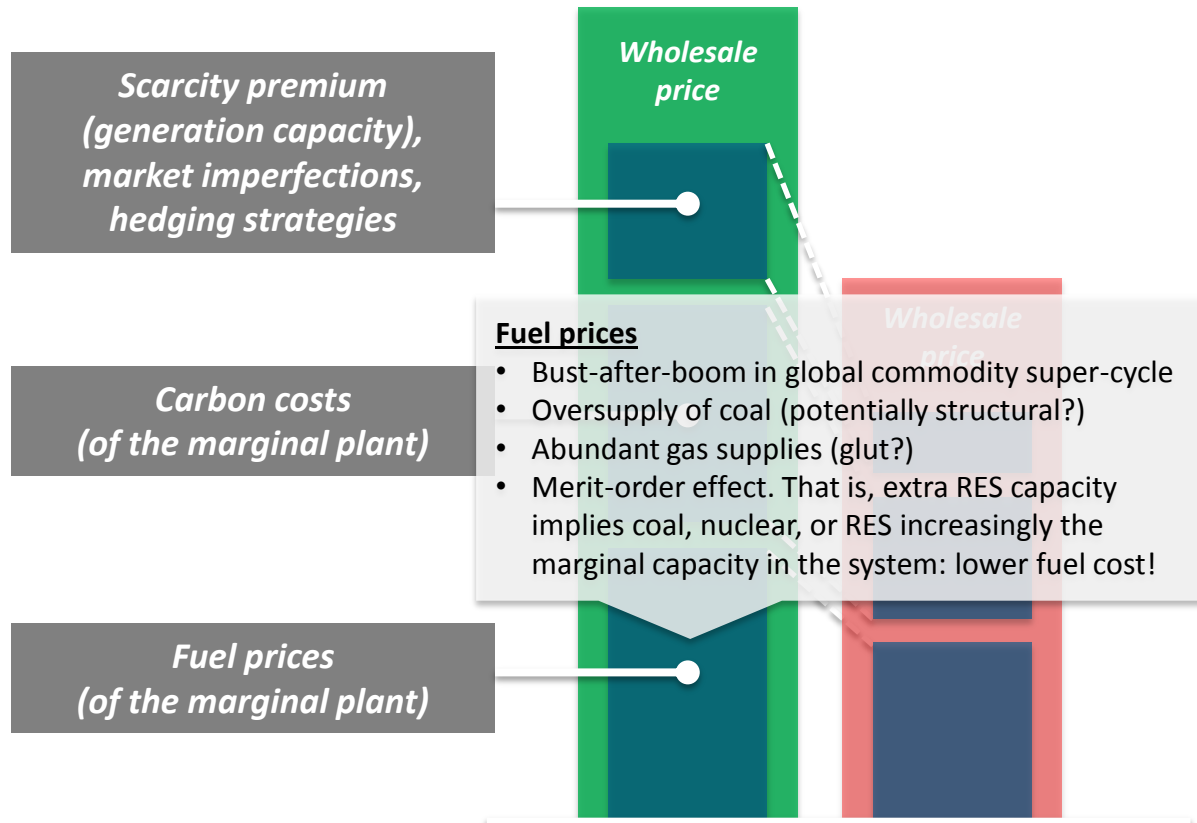 Scarcity premium
(generation capacity),
market imperfections,
hedging strategies
Wholesale
price
Wholesale
price
Fuel prices
• Bust-after-boom in global commodity super-cycle
• Oversupply of coal (potentially structural?)
• Abundant gas supplies (glut?)
• Merit-order effect. That is, extra RES capacity
implies coal, nuclear, or RES increasingly the
marginal capacity in the system: lower fuel cost!
Carbon costs
(of the marginal plant)
Fuel prices
(of the marginal plant)